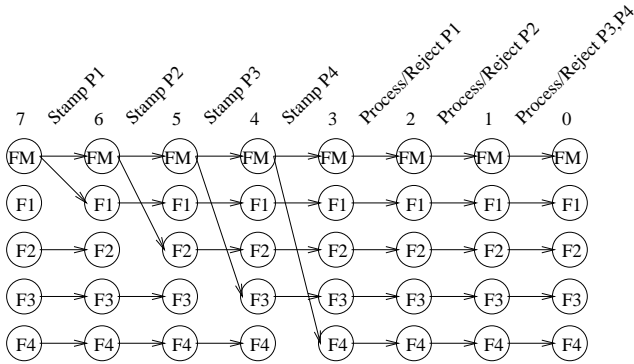 Stamp P1 Stamp P2 Stamp P3 Stamp P4 Process/Reject P1 Process/Reject P2 Process/Reject P3,P4
7 6 5 4 3 2 1 0
FM FM FM FM FM FM FM FM
F1 F1 F1 F1 F1 F1 F1 F1
F2 F2 F2 F2 F2 F2 F2 F2
F3 F3 F3 F3 F3 F3 F3 F3
F4 F4 F4 F4 F4 F4 F4 F4